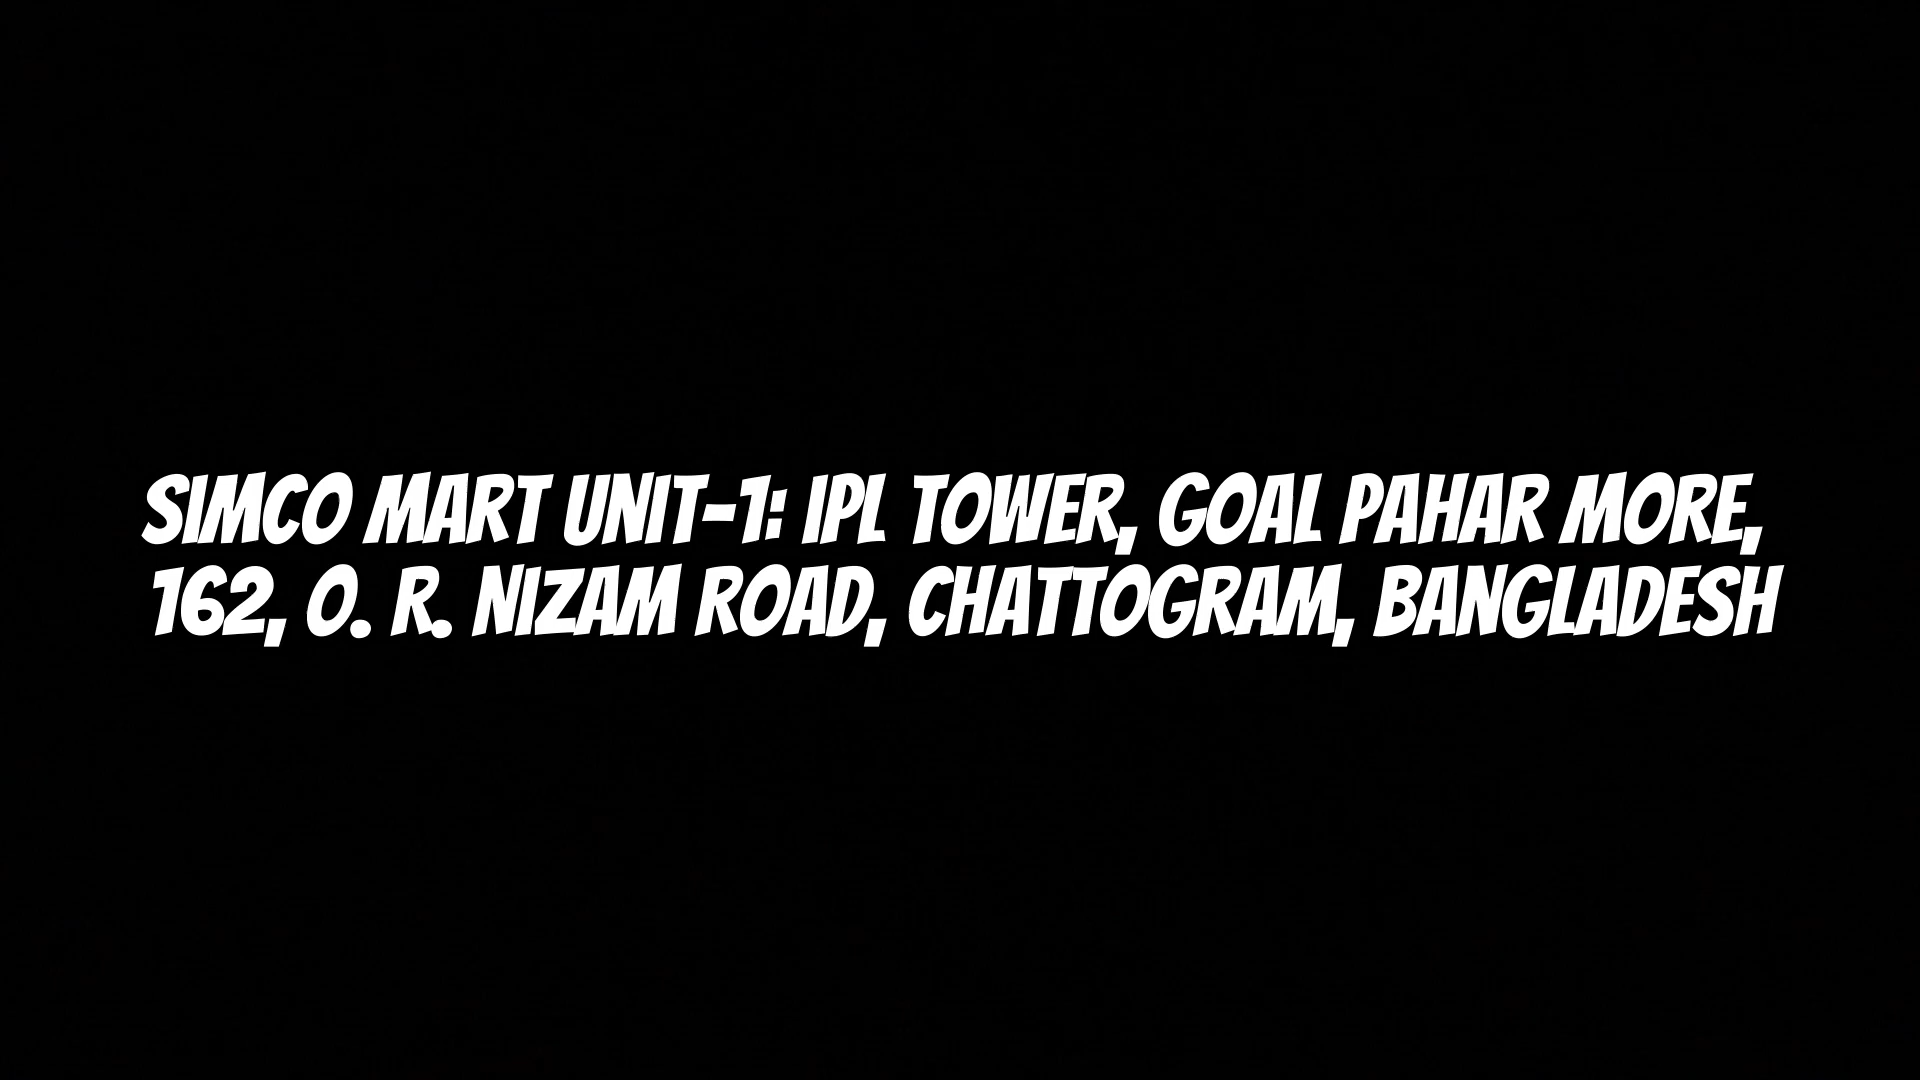 SIMCO MART UNIT-1: IPL TOWER, GOAL PAHAR MORE,
162, O. R. NIZAM ROAD, CHATTOGRAM, BANGLADESH